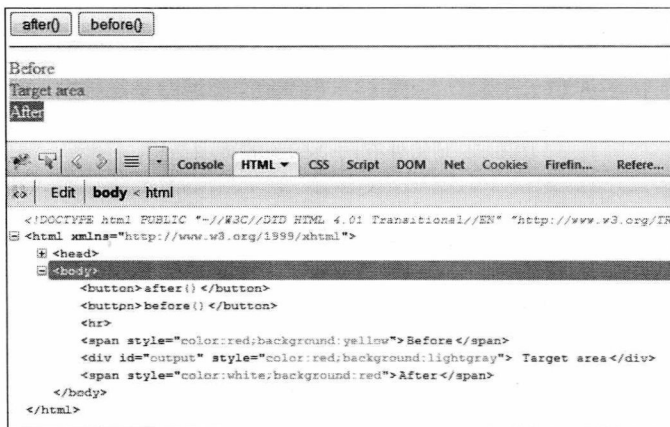 after() before()
Before
Target area
After
Console HTML CSS Script DOM Net Cookies Firefin... Refere...
Edit body < html
<!DOCTYPE html PUBLIC "-//W3C//DTD HTML 4.01 Transitional//EN" "http://www.w3.org/TR
<html xmlns="http://www.w3.org/1999/xhtml">
<head>
<body>
<button>after()</button>
<button>before()</button>
<hr>
<span style="color:red;background:yellow">Before</span>
<div id="output" style="color:red;background:lightgray"> Target area</div>
<span style="color:white;background:red">After</span>
</body>
</html>